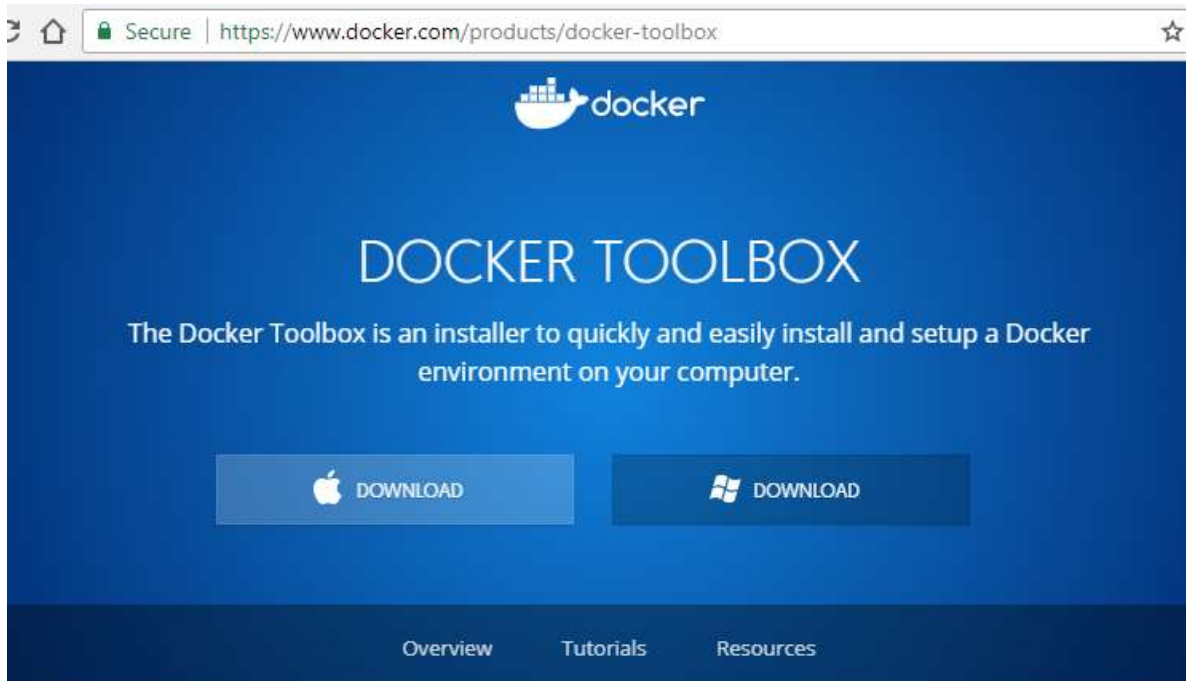 Secure | https://www.docker.com/products/docker-toolbox
docker
DOCKER TOOLBOX
The Docker Toolbox is an installer to quickly and easily install and setup a Docker
environment on your computer.
DOWNLOAD DOWNLOAD
Overview Tutorials Resources